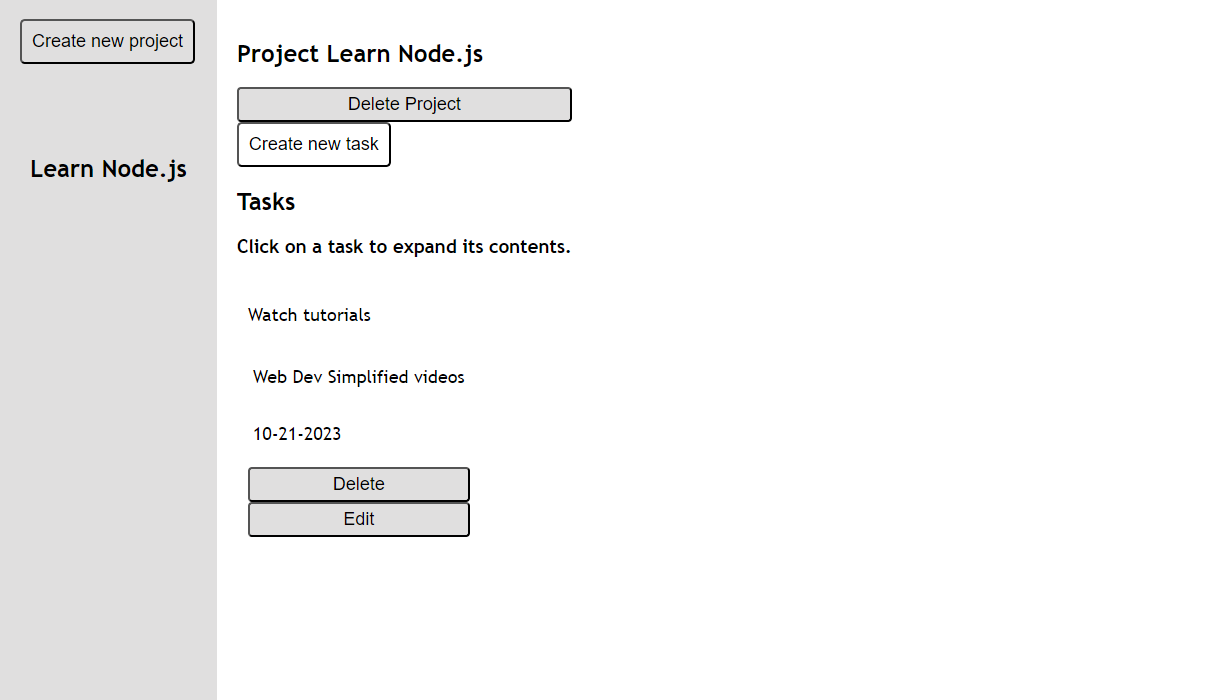 Create new project
Learn Node.js
Project Learn Node.js
Delete Project
Create new task
Tasks
Click on a task to expand its contents.
Watch tutorials
Web Dev Simplified videos
10-21-2023
Delete
Edit